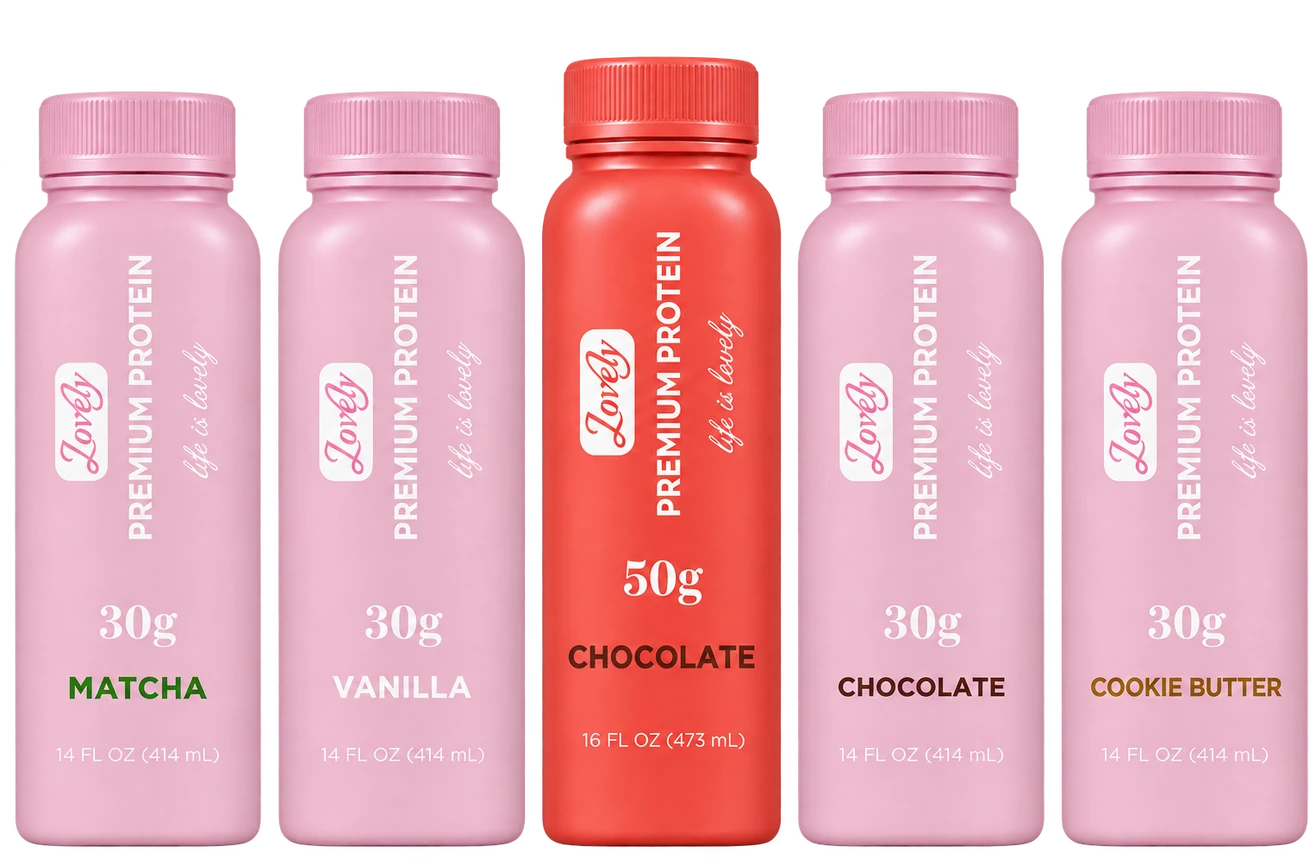 Lovely
PREMIUM PROTEIN
life is lovely
30g
MATCHA
14 FL OZ (414 mL)
Lovely
PREMIUM PROTEIN
life is lovely
30g
VANILLA
14 FL OZ (414 mL)
Lovely
PREMIUM PROTEIN
life is lovely
50g
CHOCOLATE
16 FL OZ (473 mL)
Lovely
PREMIUM PROTEIN
life is lovely
30g
CHOCOLATE
14 FL OZ (414 mL)
Lovely
PREMIUM PROTEIN
life is lovely
30g
COOKIE BUTTER
14 FL OZ (414 mL)